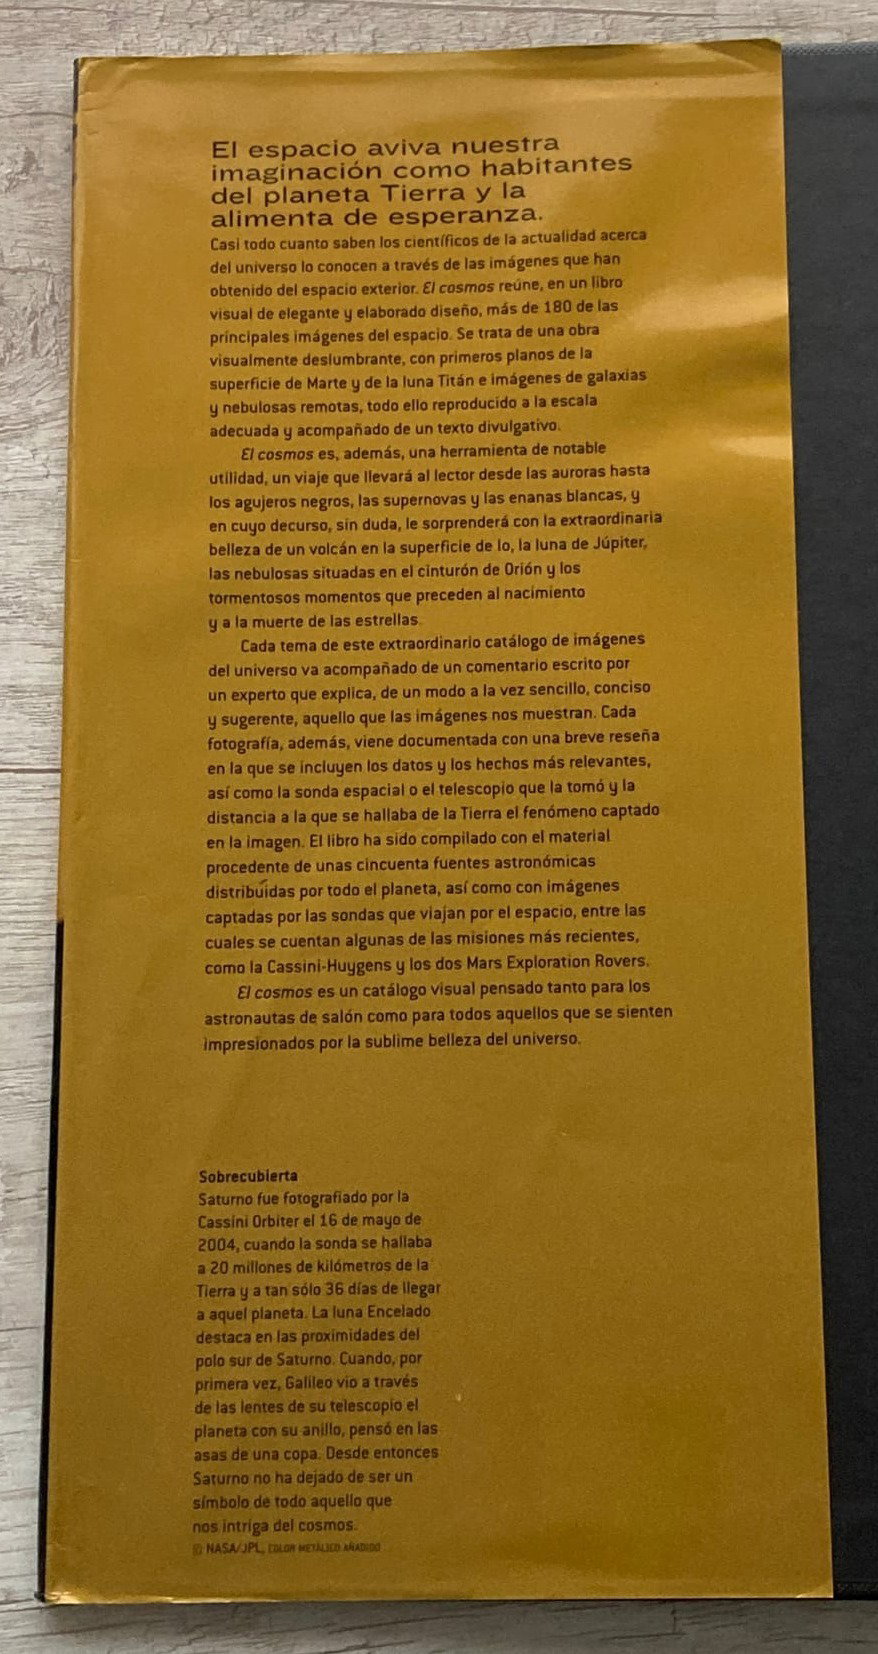 El espacio aviva nuestra
imaginación como habitantes
del planeta Tierra y la
alimenta de esperanza.
Casi todo cuanto saben los científicos de la actualidad acerca
del universo lo conocen a través de las imágenes que han
obtenido del espacio exterior. El cosmos reúne, en un libro
visual de elegante y elaborado diseño, más de 180 de las
principales imágenes del espacio. Se trata de una obra
visualmente deslumbrante, con primeros planos de la
superficie de Marte y de la luna Titán e imágenes de galaxias
y nebulosas remotas, todo ello reproducido a la escala
adecuada y acompañado de un texto divulgativo.
El cosmos es, además, una herramienta de notable
utilidad, un viaje que llevará al lector desde las auroras hasta
los agujeros negros, las supernovas y las enanas blancas, y
en cuyo decurso, sin duda, le sorprenderá con la extraordinaria
belleza de un volcán en la superficie de Io, la luna de Júpiter,
las nebulosas situadas en el cinturón de Orión y los
tormentosos momentos que preceden al nacimiento
y a la muerte de las estrellas.
Cada tema de este extraordinario catálogo de imágenes
del universo va acompañado de un comentario escrito por
un experto que explica, de un modo a la vez sencillo, conciso
y sugerente, aquello que las imágenes nos muestran. Cada
fotografía, además, viene documentada con una breve reseña
en la que se incluyen los datos y los hechos más relevantes,
así como la sonda espacial o el telescopio que la tomó y la
distancia a la que se hallaba de la Tierra el fenómeno captado
en la imagen. El libro ha sido compilado con el material
procedente de unas cincuenta fuentes astronómicas
distribuidas por todo el planeta, así como con imágenes
captadas por las sondas que viajan por el espacio, entre las
cuales se cuentan algunas de las misiones más recientes,
como la Cassini-Huygens y los dos Mars Exploration Rovers.
El cosmos es un catálogo visual pensado tanto para los
astronautas de salón como para todos aquellos que se sienten
impresionados por la sublime belleza del universo.
Sobrecubierta
Saturno fue fotografiado por la
Cassini Orbiter el 16 de mayo de
2004, cuando la sonda se hallaba
a 20 millones de kilómetros de la
Tierra y a tan sólo 36 días de llegar
a aquel planeta. La luna Encelado
destaca en las proximidades del
polo sur de Saturno. Cuando, por
primera vez, Galileo vio a través
de las lentes de su telescopio el
planeta con su anillo, pensó en las
asas de una copa. Desde entonces
Saturno no ha dejado de ser un
símbolo de todo aquello que
nos intriga del cosmos.
© NASA/JPL, COLOR METÁLICO AÑADIDO